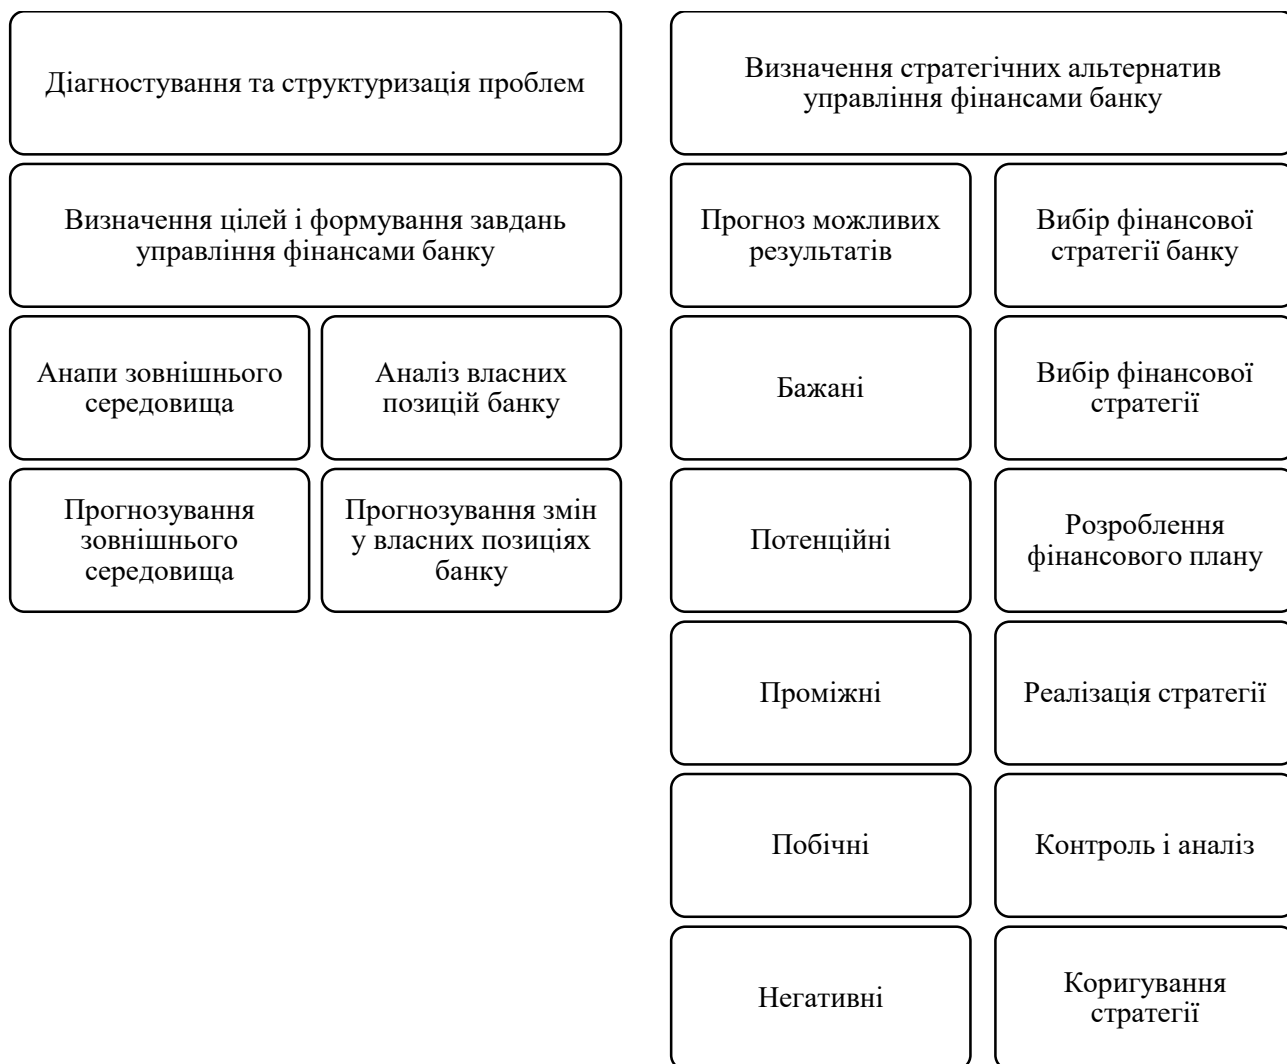 Діагностування та структуризація проблем
Визначення цілей і формування завдань
управління фінансами банку
Анапи зовнішнього
середовища
Аналіз власних
позицій банку
Прогнозування
зовнішнього
середовища
Прогнозування змін
у власних позиціях
банку
Визначення стратегічних альтернатив
управління фінансами банку
Прогноз можливих
результатів
Бажані
Потенційні
Проміжні
Побічні
Негативні
Вибір фінансової
стратегії банку
Вибір фінансової
стратегії
Розроблення
фінансового плану
Реалізація стратегії
Контроль і аналіз
Коригування
стратегії